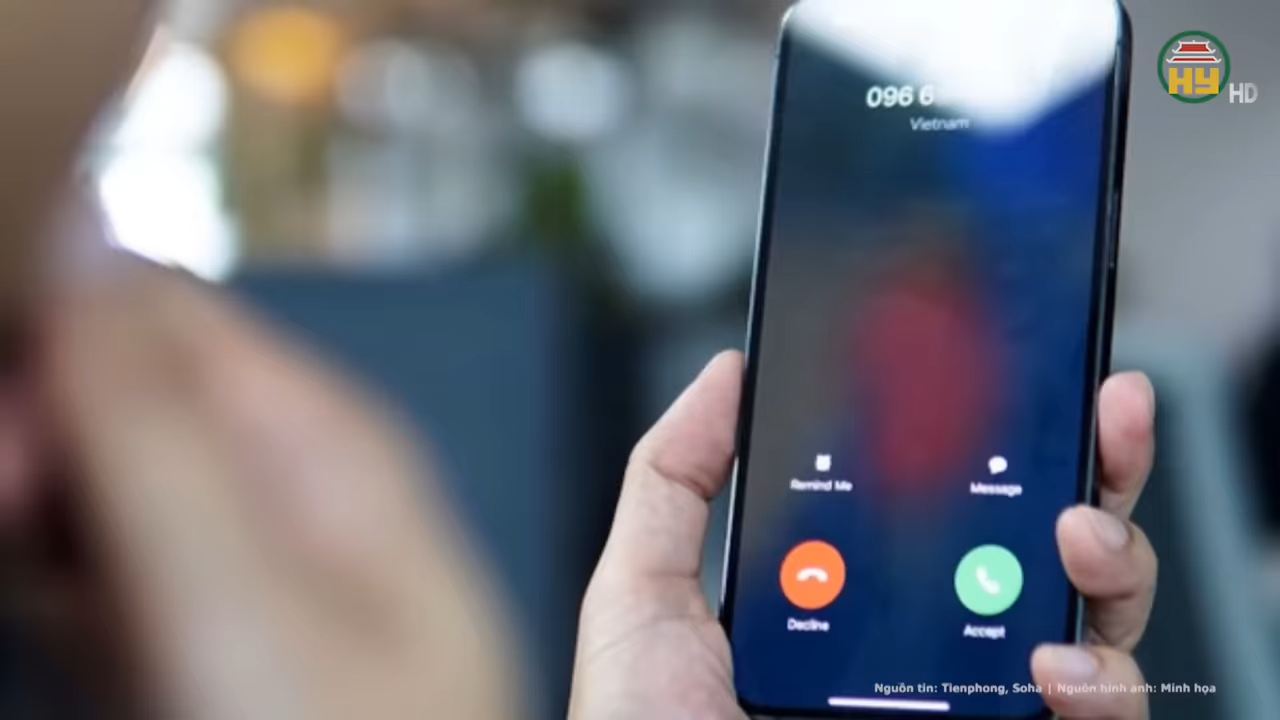 HY
HD
096 6
Vietnam
Remind Me
Message
Decline
Accept
Nguồn tin: Tienphong, Soha | Nguồn hình ảnh: Minh họa